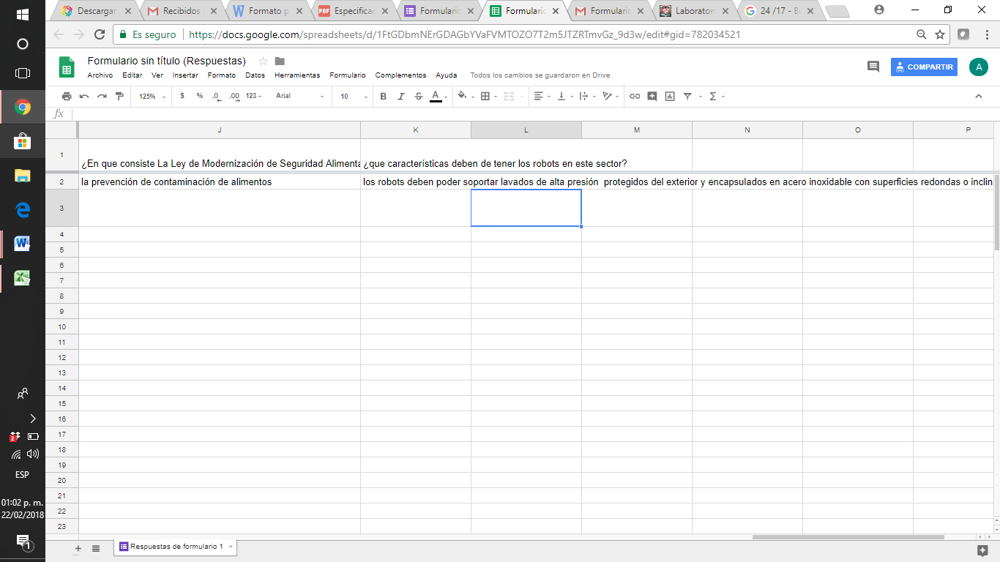 Descargar
Recibidos
Formato p
Especifica
Formulario
Formulario
Formulario
Laborator
24 /17 - B
Es seguro
https://docs.google.com/spreadsheets/d/1FtGDbmNErGDAGbYVaFVMTOZO7T2m5JTZRTmvGz_9d3w/edit#gid=782034521
Formulario sin título (Respuestas)
Archivo Editar Ver Insertar Formato Datos Herramientas Formulario Complementos Ayuda Todos los cambios se guardaron en Drive
COMPARTIR
A
125% $ % .0 .00 123 Arial 10 B I S A Σ
fx
J K L M N O P
1 ¿En que consiste La Ley de Modernización de Seguridad Alimenta ¿que características deben de tener los robots en este sector?
2 la prevención de contaminación de alimentos los robots deben poder soportar lavados de alta presión protegidos del exterior y encapsulados en acero inoxidable con superficies redondas o inclin
3
4
5
6
7
8
9
10
11
12
13
14
15
16
17
18
19
20
21
22
23
2
ESP
01:02 p. m.
22/02/2018
1
Respuestas de formulario 1